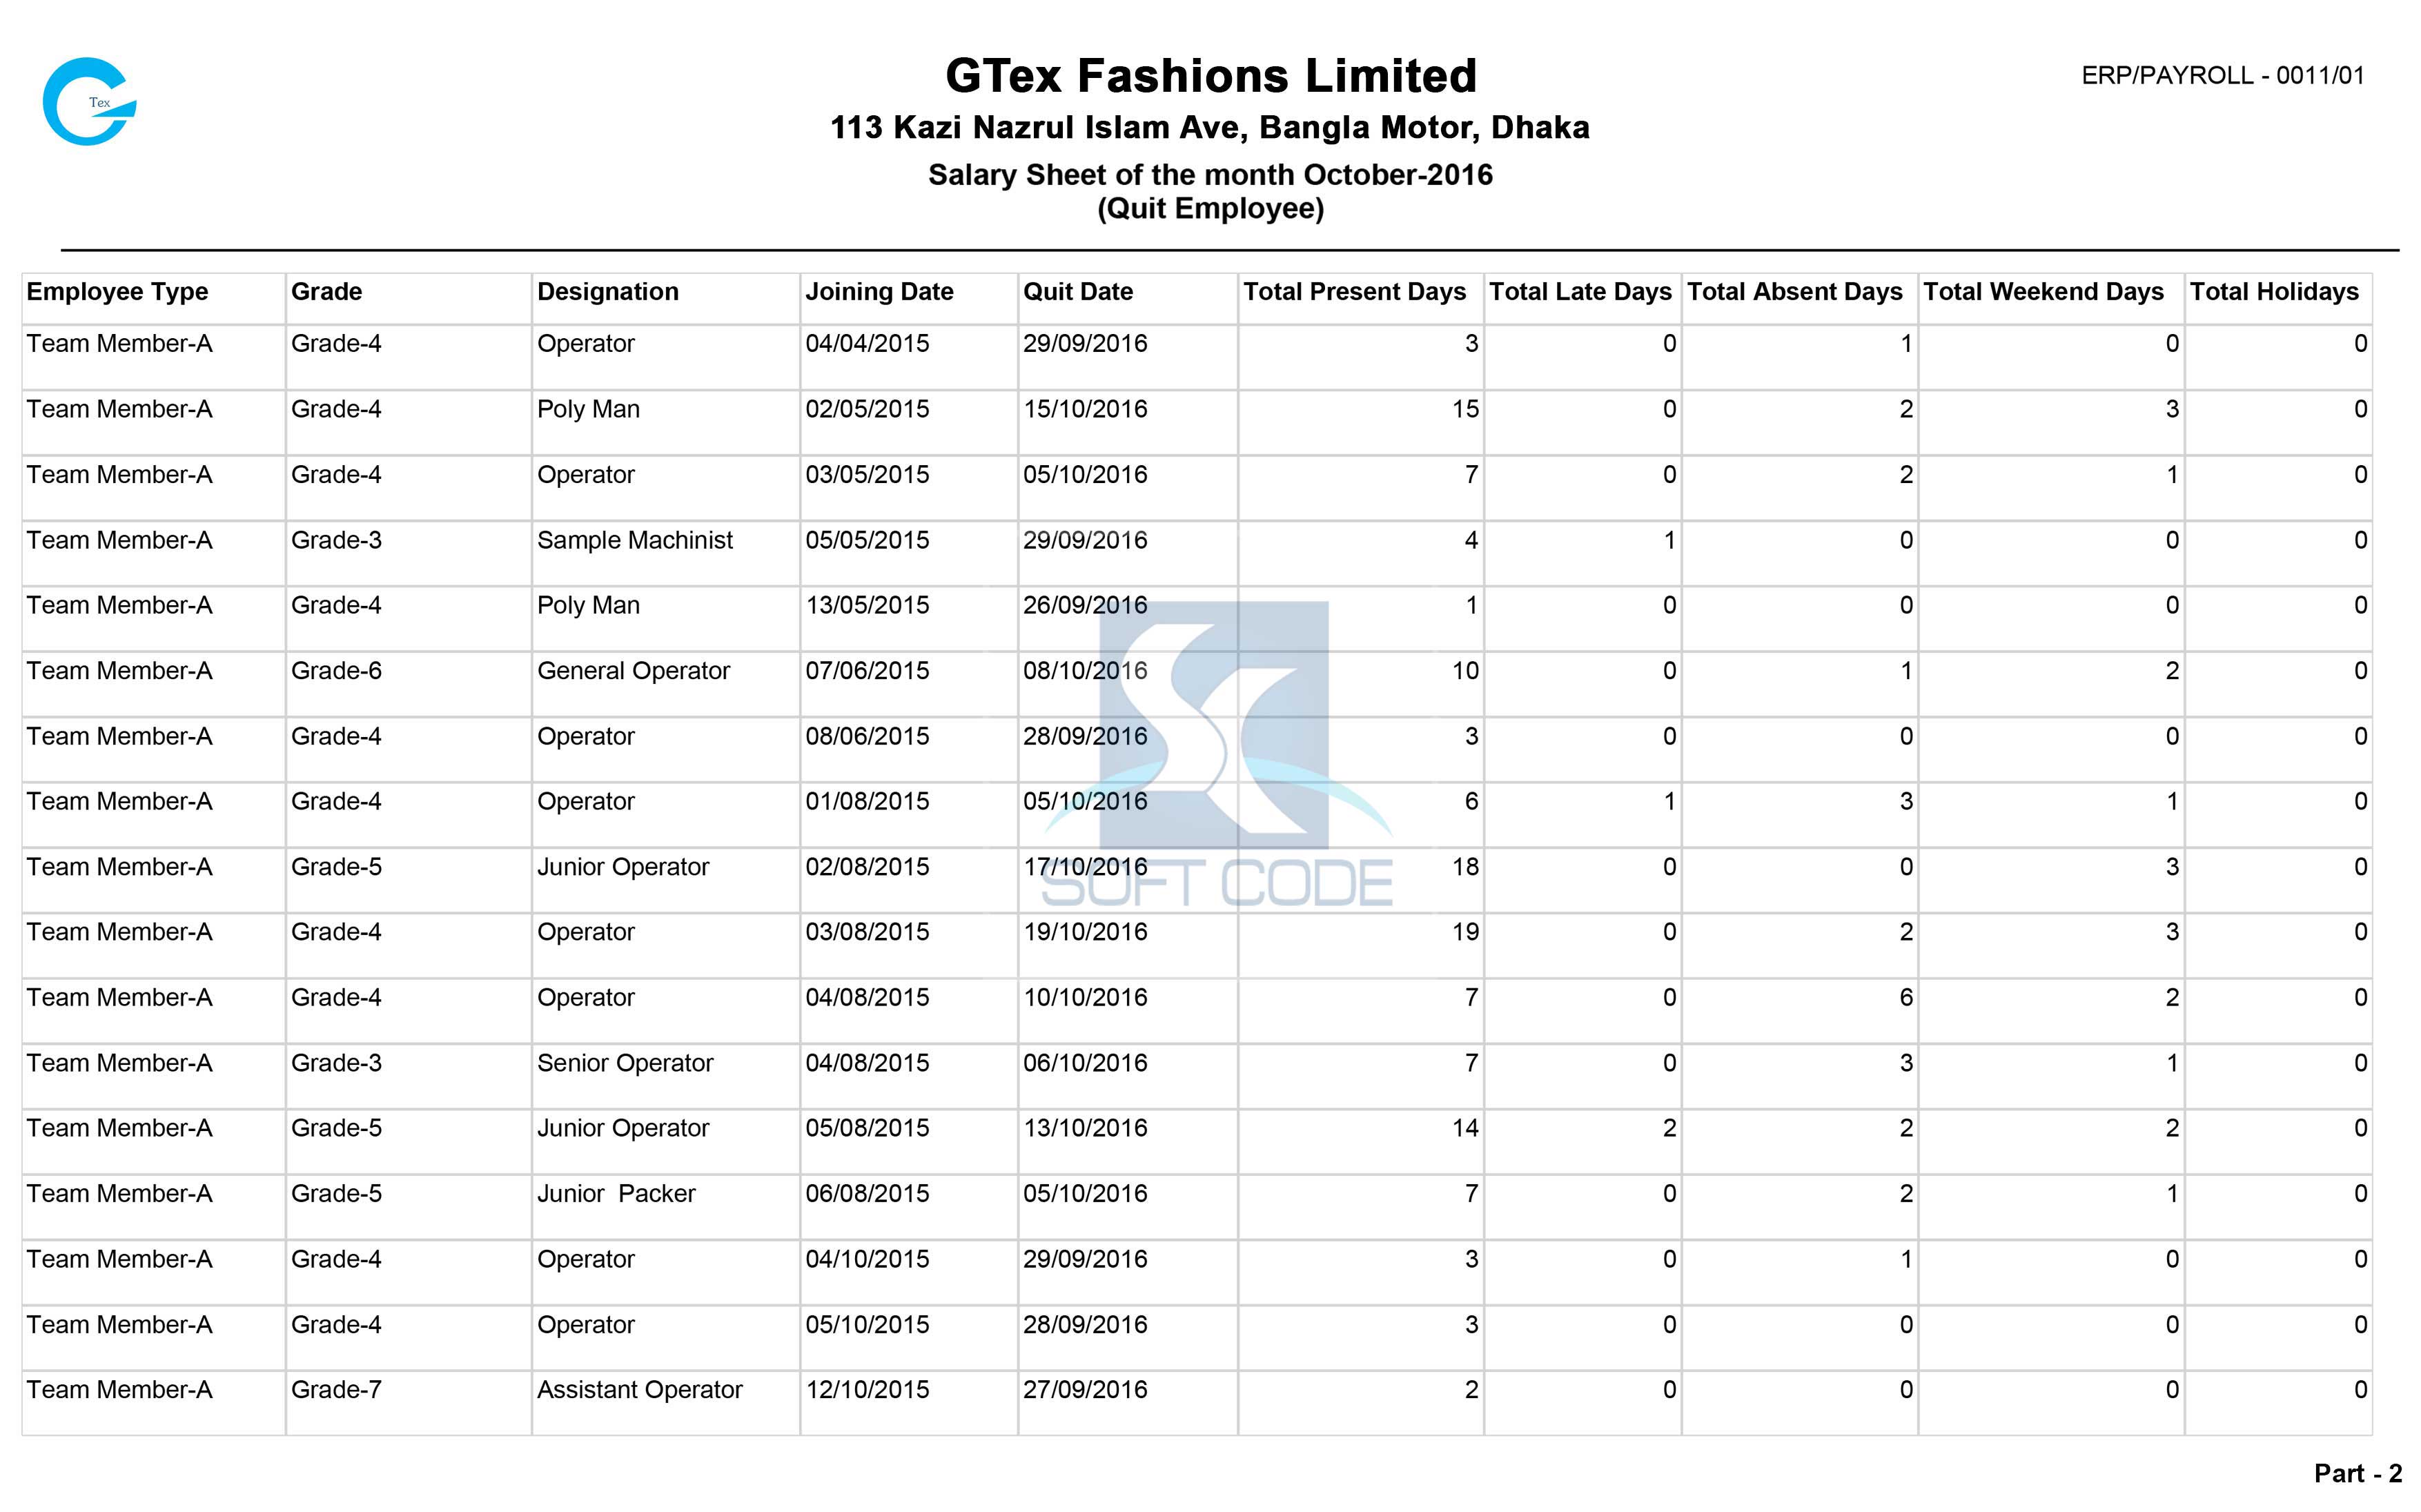 Tex
GTex Fashions Limited
ERP/PAYROLL - 0011/01
113 Kazi Nazrul Islam Ave, Bangla Motor, Dhaka
Salary Sheet of the month October-2016
(Quit Employee)
Employee Type Grade Designation Joining Date Quit Date Total Present Days Total Late Days Total Absent Days Total Weekend Days Total Holidays
Team Member-A Grade-4 Operator 04/04/2015 29/09/2016 3 0 1 0 0
Team Member-A Grade-4 Poly Man 02/05/2015 15/10/2016 15 0 2 3 0
Team Member-A Grade-4 Operator 03/05/2015 05/10/2016 7 0 2 1 0
Team Member-A Grade-3 Sample Machinist 05/05/2015 29/09/2016 4 1 0 0 0
Team Member-A Grade-4 Poly Man 13/05/2015 26/09/2016 1 0 0 0 0
Team Member-A Grade-6 General Operator 07/06/2015 08/10/2016 10 0 1 2 0
Team Member-A Grade-4 Operator 08/06/2015 28/09/2016 3 0 0 0 0
Team Member-A Grade-4 Operator 01/08/2015 05/10/2016 6 1 3 1 0
Team Member-A Grade-5 Junior Operator 02/08/2015 17/10/2016 18 0 0 3 0
SOFT CODE
Team Member-A Grade-4 Operator 03/08/2015 19/10/2016 19 0 2 3 0
Team Member-A Grade-4 Operator 04/08/2015 10/10/2016 7 0 6 2 0
Team Member-A Grade-3 Senior Operator 04/08/2015 06/10/2016 7 0 3 1 0
Team Member-A Grade-5 Junior Operator 05/08/2015 13/10/2016 14 2 2 2 0
Team Member-A Grade-5 Junior  Packer 06/08/2015 05/10/2016 7 0 2 1 0
Team Member-A Grade-4 Operator 04/10/2015 29/09/2016 3 0 1 0 0
Team Member-A Grade-4 Operator 05/10/2015 28/09/2016 3 0 0 0 0
Team Member-A Grade-7 Assistant Operator 12/10/2015 27/09/2016 2 0 0 0 0
Part - 2